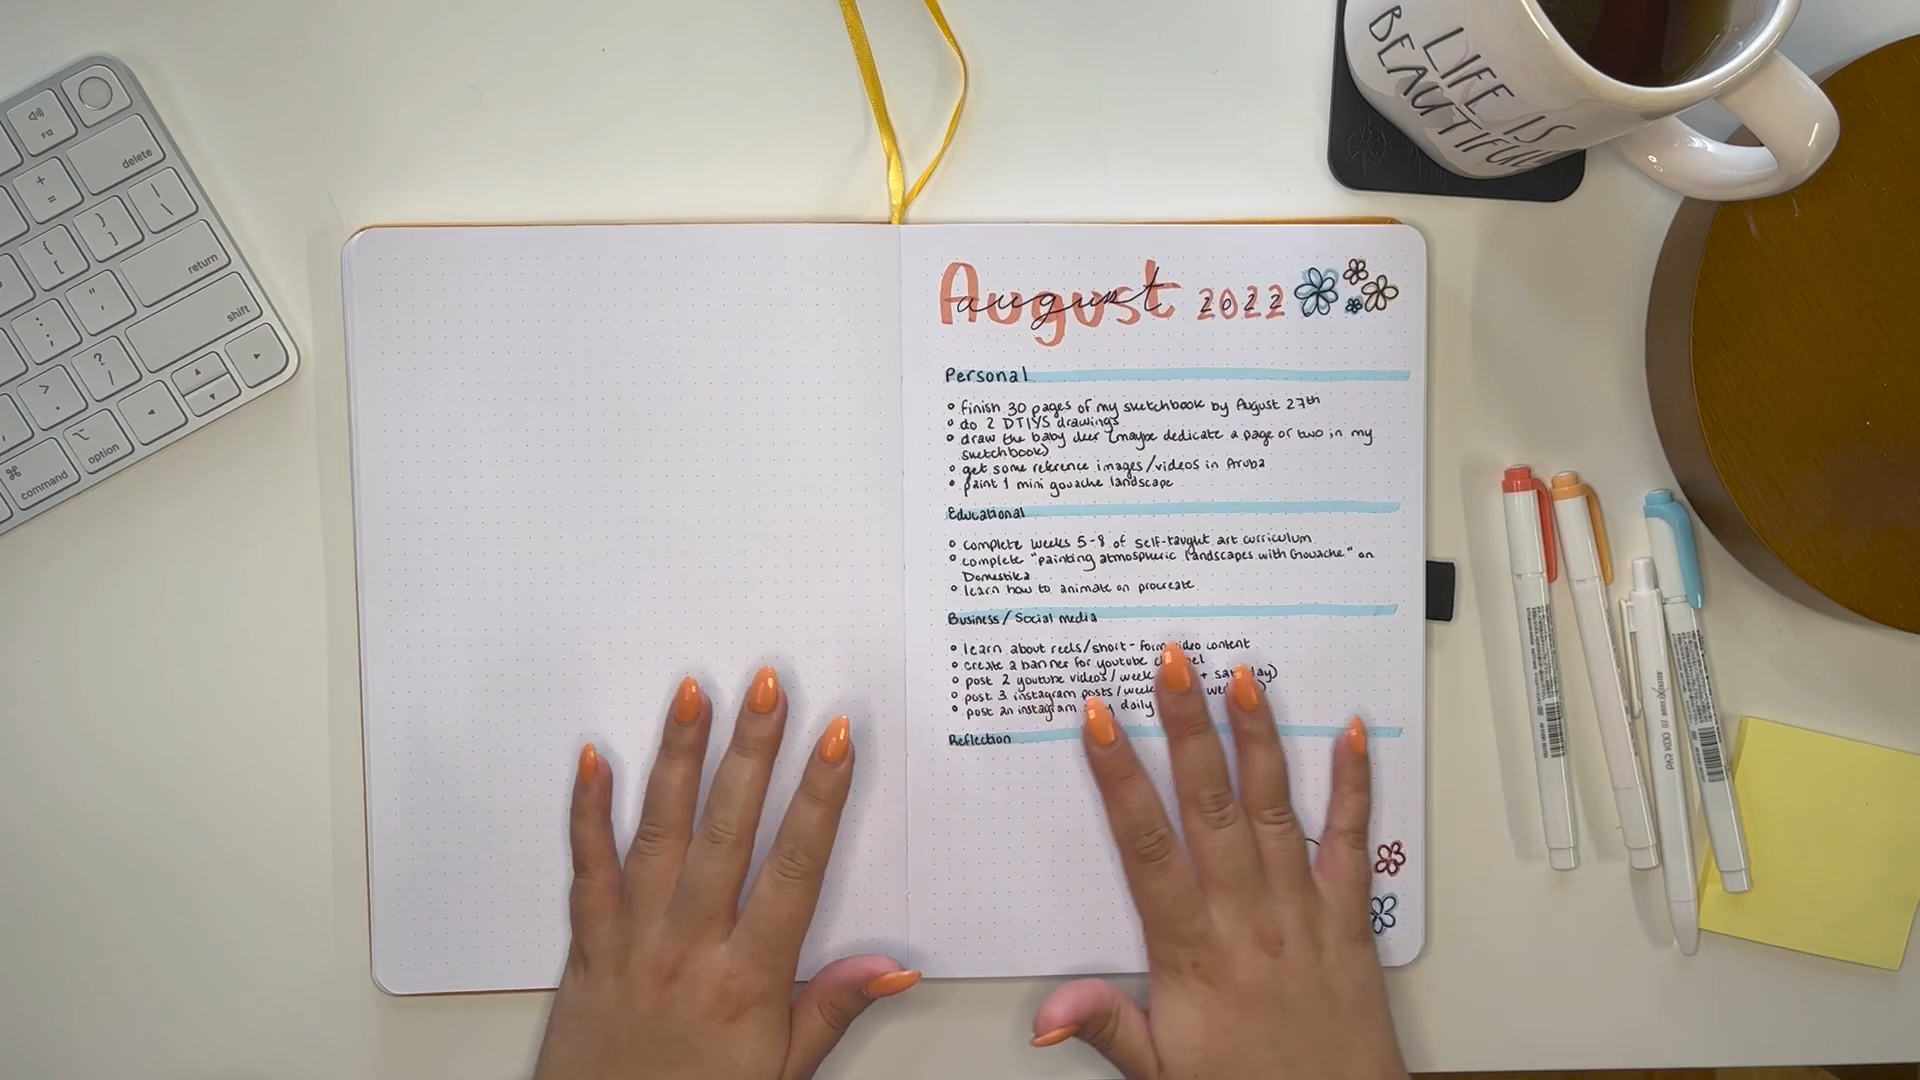 LIFE IS
BEAUTIFUL
F12
delete
+
=
{
[
}
]
|
\
return
:
;
"
'
shift
>
.
?
/
,
⌘
command
option
August 2022
august 2022
Personal
finish 30 pages of my sketchbook by August 27th
do 2 DTIYS drawings
draw the baby deer (maybe dedicate a page or two in my
sketchbook)
get some reference images/videos in Aruba
paint 1 mini gouache landscape
Educational
complete weeks 5-8 of self-taught art curriculum
complete "painting atmospheric landscapes with Gouache" on
Domestika
learn how to animate on procreate
Business/Social media
learn about reels/short-form video content
create a banner for youtube
post 2 youtube videos/week +
post 3 instagram posts/week
post an instagram daily
Reflection